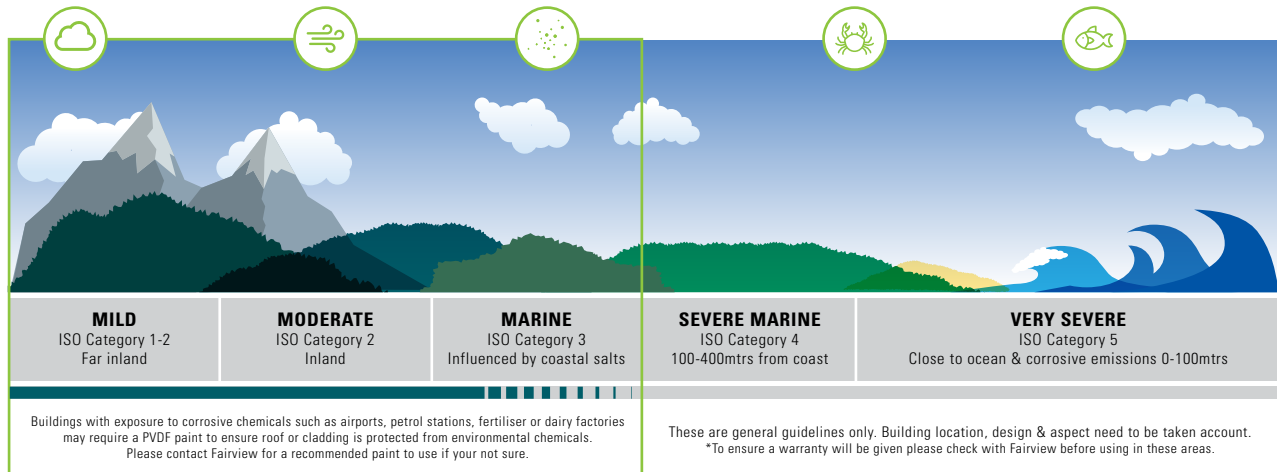 MILD
ISO Category 1-2
Far inland
MODERATE
ISO Category 2
Inland
MARINE
ISO Category 3
Influenced by coastal salts
SEVERE MARINE
ISO Category 4
100-400mtrs from coast
VERY SEVERE
ISO Category 5
Close to ocean & corrosive emissions 0-100mtrs
Buildings with exposure to corrosive chemicals such as airports, petrol stations, fertiliser or dairy factories
may require a PVDF paint to ensure roof or cladding is protected from environmental chemicals.
Please contact Fairview for a recommended paint to use if your not sure.
These are general guidelines only. Building location, design & aspect need to be taken account.
*To ensure a warranty will be given please check with Fairview before using in these areas.